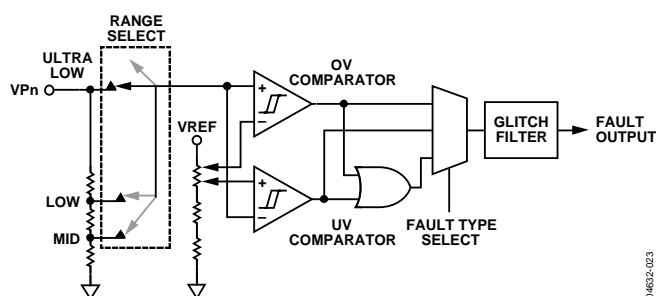 RANGE
SELECT
ULTRA
LOW
VPn
LOW
MID
VREF
+
−
+
−
OV
COMPARATOR
UV
COMPARATOR
FAULT TYPE
SELECT
GLITCH
FILTER
FAULT
OUTPUT
04632-023